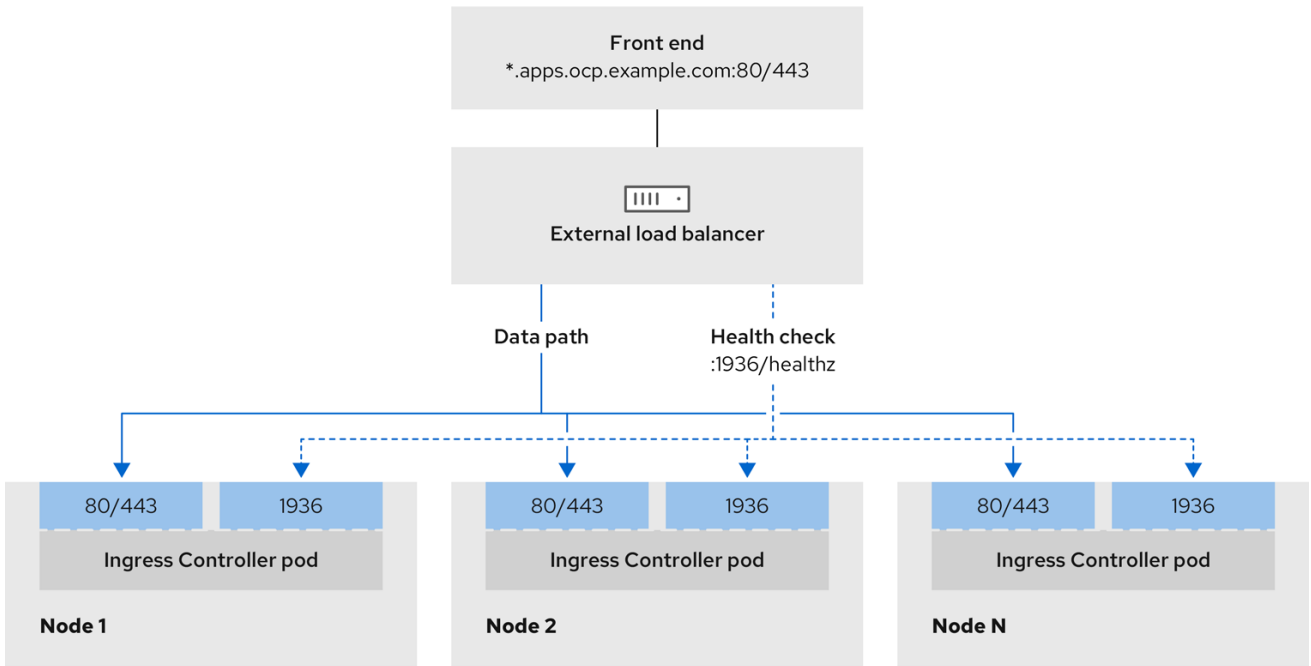 Front end
*.apps.ocp.example.com:80/443
External load balancer
Data path
Health check
:1936/healthz
80/443
1936
80/443
1936
80/443
1936
Ingress Controller pod
Ingress Controller pod
Ingress Controller pod
Node 1
Node 2
Node N